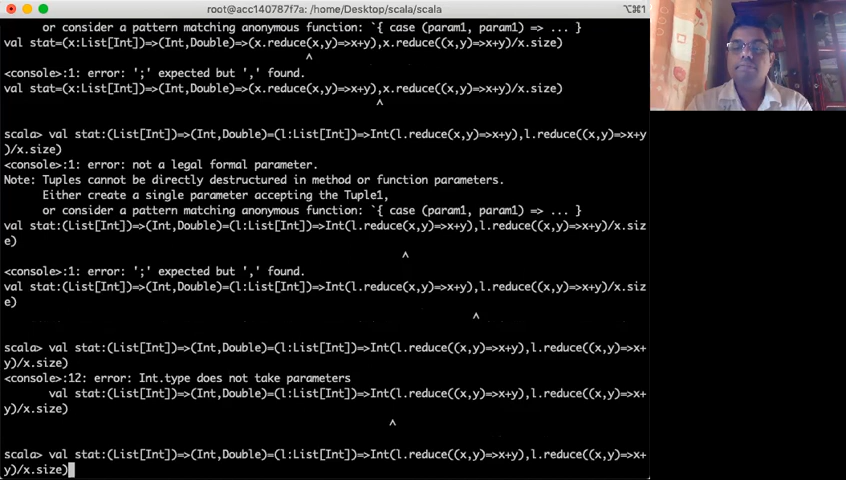 root@acc140787f7a: /home/Desktop/scala/scala
⌥⌘1
or consider a pattern matching anonymous function: `{ case (param1, param1) => ... }
val stat=(x:List[Int])=>(Int,Double)=>(x.reduce(x,y)=>x+y),x.reduce((x,y)=>x+y)/x.size)
^
<console>:1: error: ';' expected but ',' found.
val stat=(x:List[Int])=>(Int,Double)=>(x.reduce(x,y)=>x+y),x.reduce((x,y)=>x+y)/x.size)
^
scala> val stat:(List[Int])=>(Int,Double)=(l:List[Int])=>Int(l.reduce(x,y)=>x+y),l.reduce((x,y)=>x+y
)/x.size)
<console>:1: error: not a legal formal parameter.
Note: Tuples cannot be directly destructured in method or function parameters.
Either create a single parameter accepting the Tuple1,
or consider a pattern matching anonymous function: `{ case (param1, param1) => ... }
val stat:(List[Int])=>(Int,Double)=(l:List[Int])=>Int(l.reduce(x,y)=>x+y),l.reduce((x,y)=>x+y)/x.siz
e)
^
<console>:1: error: ';' expected but ',' found.
val stat:(List[Int])=>(Int,Double)=(l:List[Int])=>Int(l.reduce(x,y)=>x+y),l.reduce((x,y)=>x+y)/x.siz
e)
^
scala> val stat:(List[Int])=>(Int,Double)=(l:List[Int])=>Int(l.reduce((x,y)=>x+y),l.reduce((x,y)=>x+
y)/x.size)
<console>:12: error: Int.type does not take parameters
val stat:(List[Int])=>(Int,Double)=(l:List[Int])=>Int(l.reduce((x,y)=>x+y),l.reduce((x,y)=>x+
y)/x.size)
^
scala> val stat:(List[Int])=>(Int,Double)=(l:List[Int])=>Int(l.reduce((x,y)=>x+y),l.reduce((x,y)=>x+
y)/x.size)